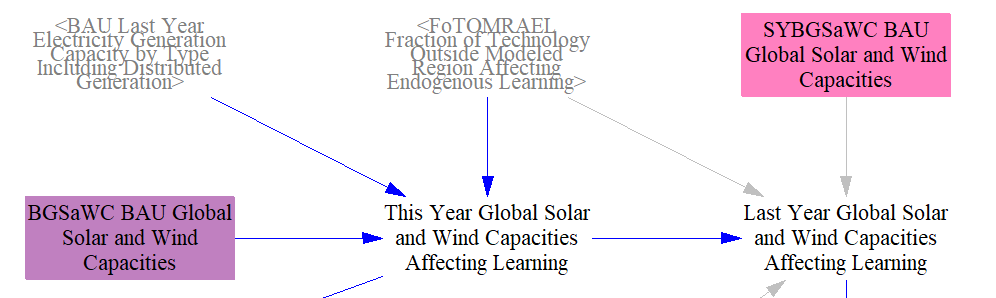 <BAU Last Year
Electricity Generation
Capacity by Type
Including Distributed
Generation>
<FoTOMRAEL
Fraction of Technology
Outside Modeled
Region Affecting
Endogenous Learning>
SYBGSaWC BAU
Global Solar and Wind
Capacities
BGSaWC BAU Global
Solar and Wind
Capacities
This Year Global Solar
and Wind Capacities
Affecting Learning
Last Year Global Solar
and Wind Capacities
Affecting Learning